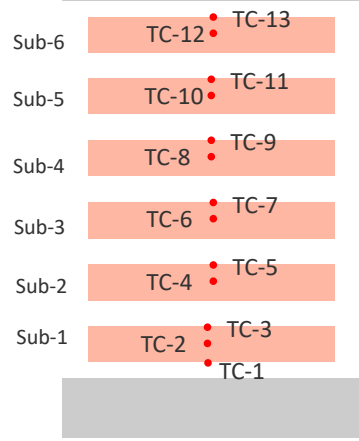 TC-13
Sub-6 TC-12
TC-11
Sub-5 TC-10
TC-9
Sub-4 TC-8
TC-7
Sub-3 TC-6
TC-5
Sub-2 TC-4
TC-3
Sub-1 TC-2
TC-1